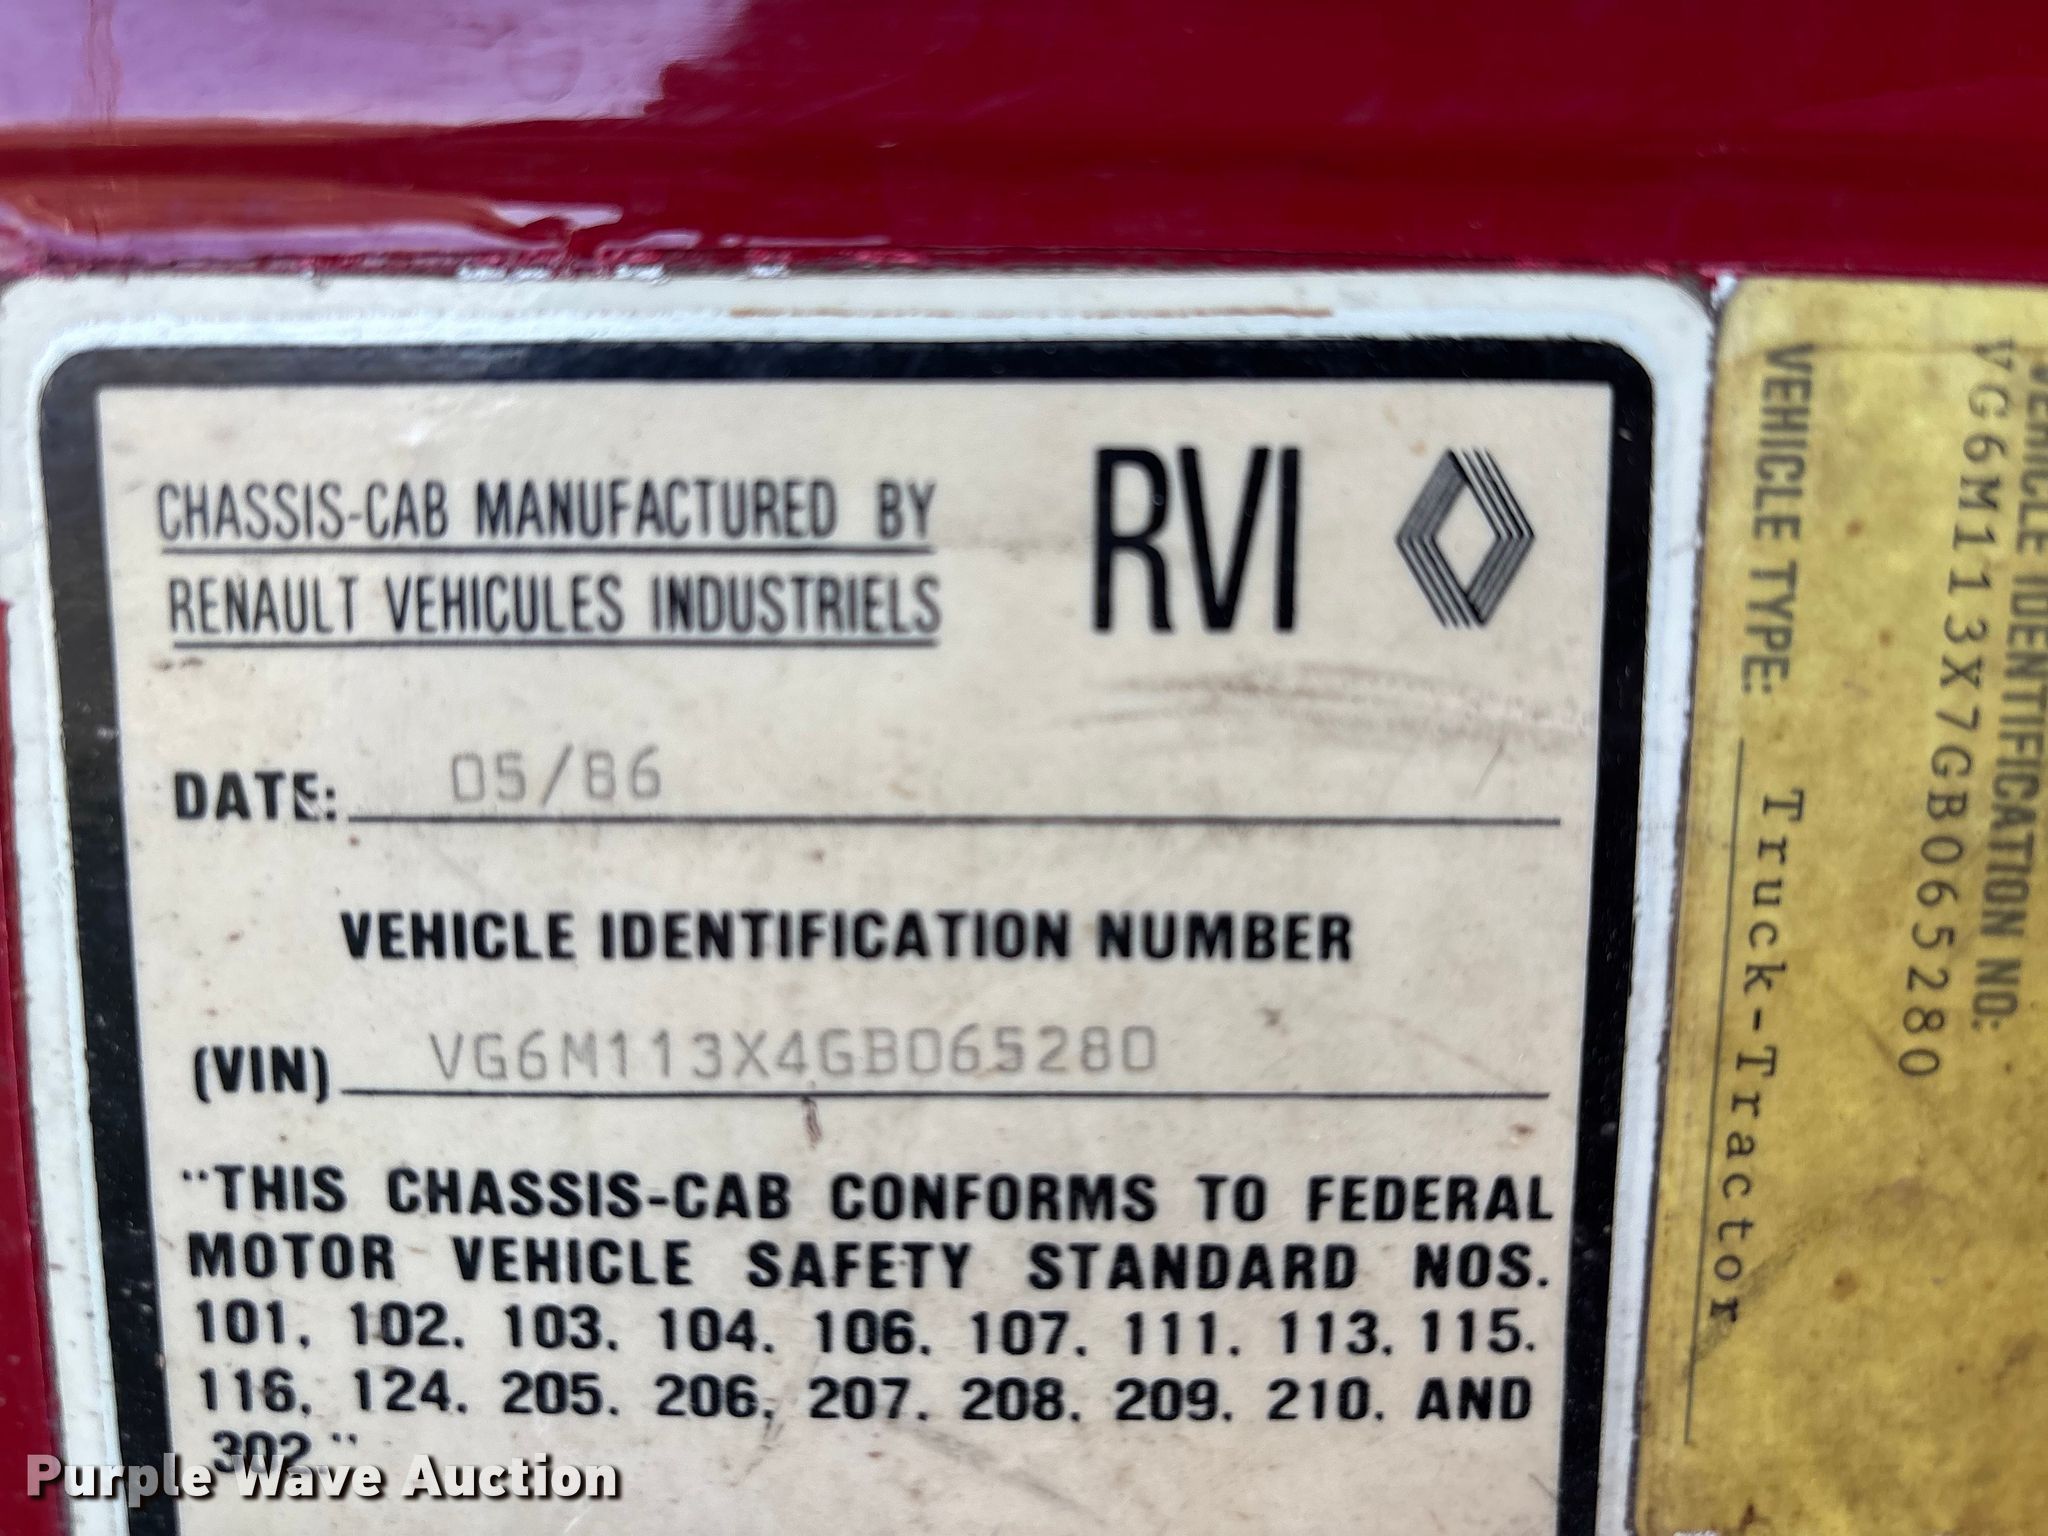 CHASSIS-CAB MANUFACTURED BY
RENAULT VEHICULES INDUSTRIELS
RVI
DATE: 05/86
VEHICLE IDENTIFICATION NUMBER
(VIN) VG6M113X4GB065280
"THIS CHASSIS-CAB CONFORMS TO FEDERAL
MOTOR VEHICLE SAFETY STANDARD NOS.
101, 102, 103, 104, 106, 107, 111, 113, 115,
116, 124, 205, 206, 207, 208, 209, 210, AND
302."
VEHICLE IDENTIFICATION NO:
VG6M113X7GB065280
VEHICLE TYPE: Truck-Tractor
Purple Wave Auction